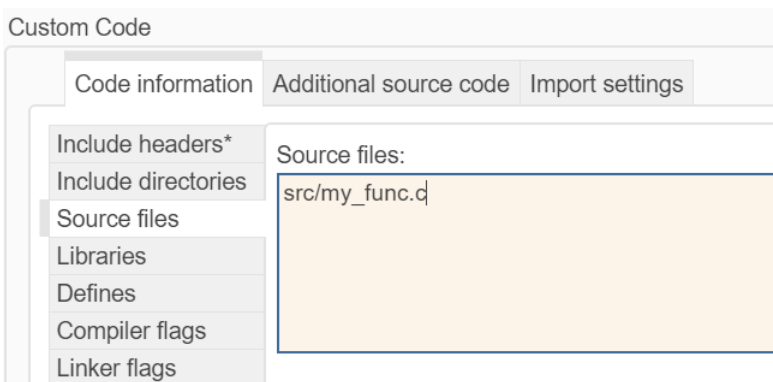 Custom Code
Code information Additional source code Import settings
Include headers*
Include directories
Source files
Libraries
Defines
Compiler flags
Linker flags
Source files:
src/my_func.c